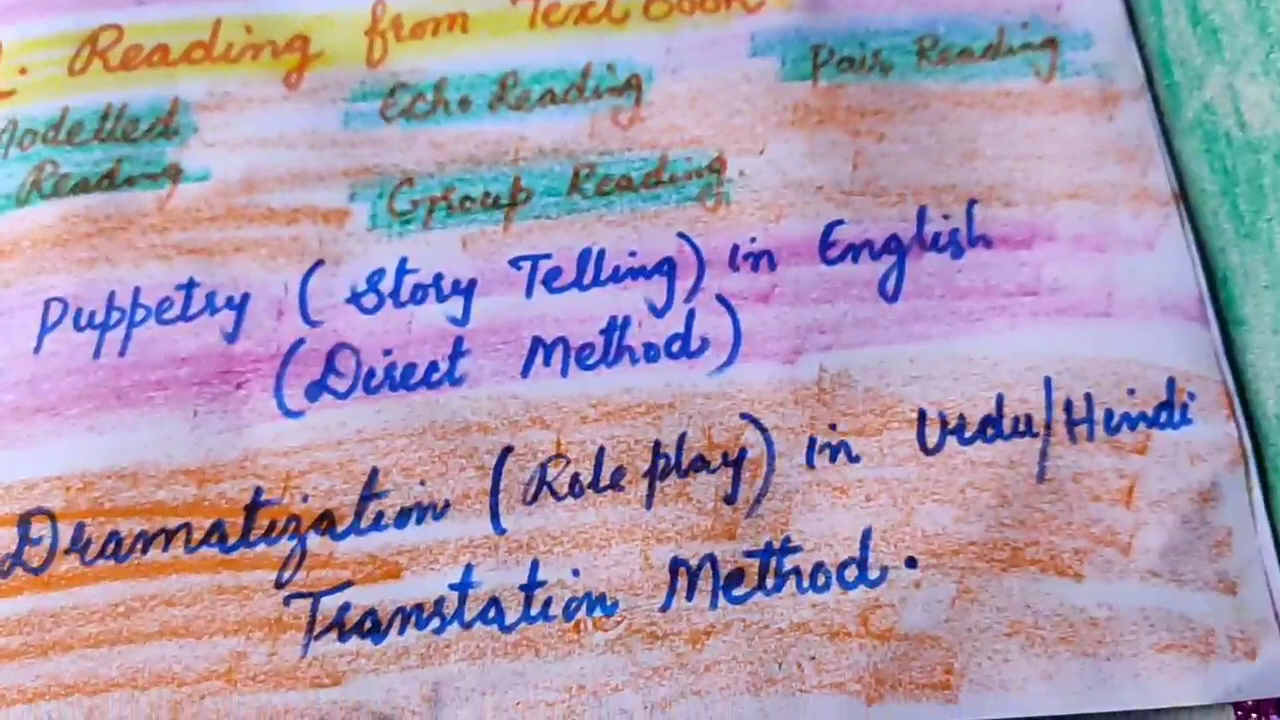 . Reading from Text Book
Modelled Reading
Echo Reading
Pair Reading
Group Reading.
Puppetry (Story Telling) in English
(Direct Method)
Dramatization (Role play) in Urdu/Hindi
Transtation Method.